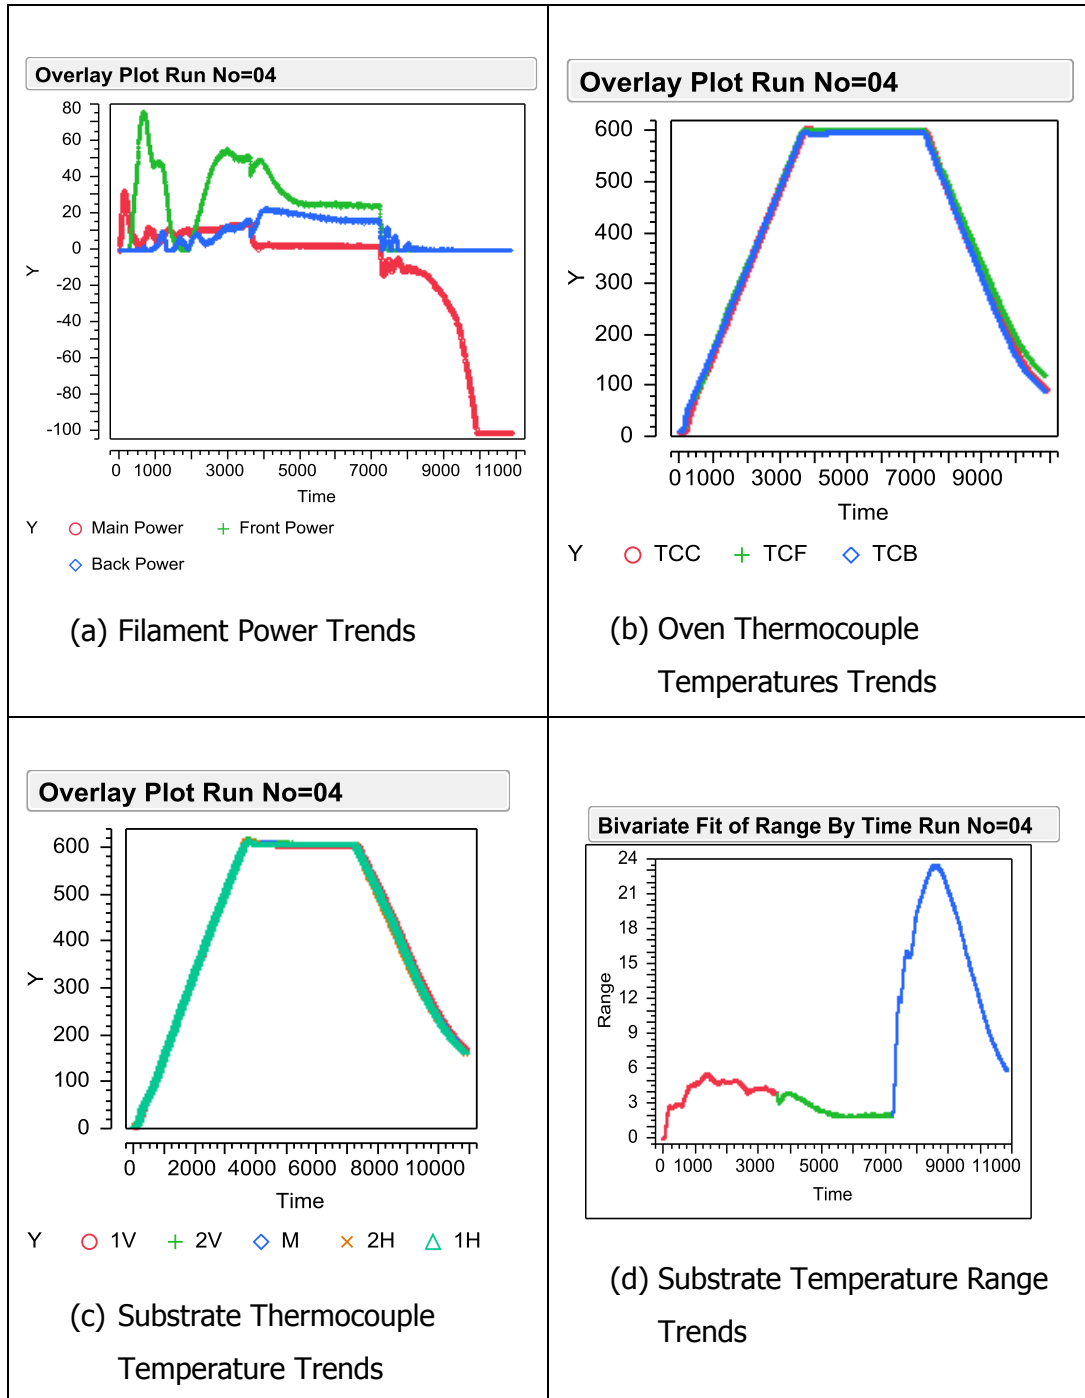 Overlay Plot Run No=04
80
60
40
20
0
-20
-40
-60
-80
-100
Y
0 1000 3000 5000 7000 9000 11000
Time
Y Main Power Front Power
Back Power
(a) Filament Power Trends
Overlay Plot Run No=04
600
500
400
300
200
100
0
Y
0 1000 3000 5000 7000 9000
Time
Y TCC TCF TCB
(b) Oven Thermocouple
Temperatures Trends
Overlay Plot Run No=04
600
500
400
300
200
100
0
Y
0 2000 4000 6000 8000 10000
Time
Y 1V 2V M 2H 1H
(c) Substrate Thermocouple
Temperature Trends
Bivariate Fit of Range By Time Run No=04
24
21
18
15
12
9
6
3
0
Range
0 1000 3000 5000 7000 9000 11000
Time
(d) Substrate Temperature Range
Trends